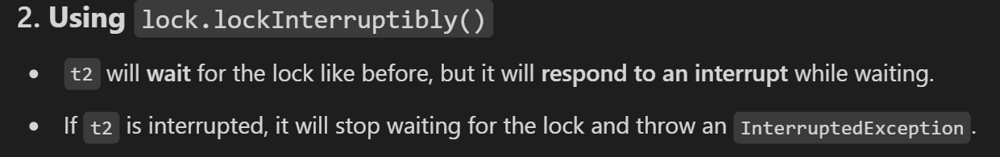 2. Using lock.lockInterruptibly()
• t2 will wait for the lock like before, but it will respond to an interrupt while waiting.
• If t2 is interrupted, it will stop waiting for the lock and throw an InterruptedException.